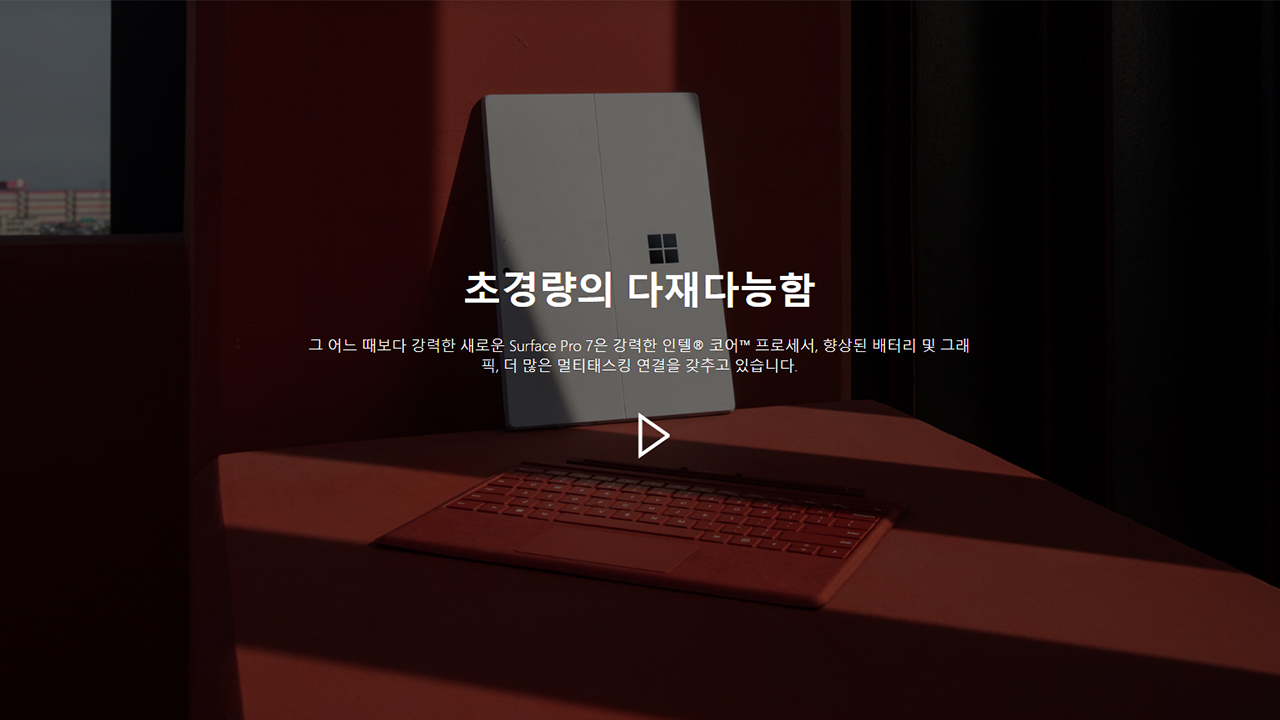 초경량의 다재다능함
그 어느 때보다 강력한 새로운 Surface Pro 7은 강력한 인텔® 코어™ 프로세서, 향상된 배터리 및 그래
픽, 더 많은 멀티태스킹 연결을 갖추고 있습니다.